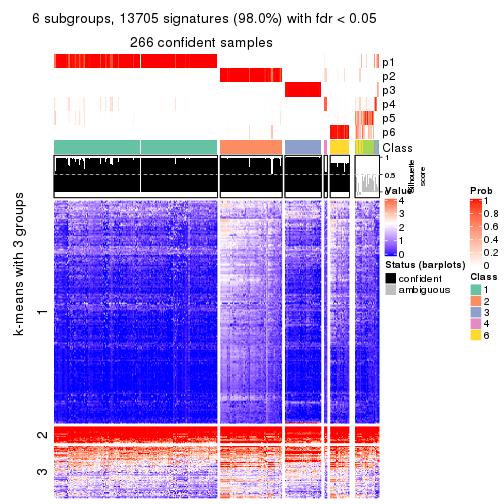 6 subgroups, 13705 signatures (98.0%) with fdr < 0.05
266 confident samples
p1
p2
p3
p4
p5
p6
Class
1
0.5
0
Silhouette
score
k-means with 3 groups
1
2
3
Value
4
3
2
1
0
Status (barplots)
confident
ambiguous
Prob
1
0.8
0.6
0.4
0.2
0
Class
1
2
3
4
6